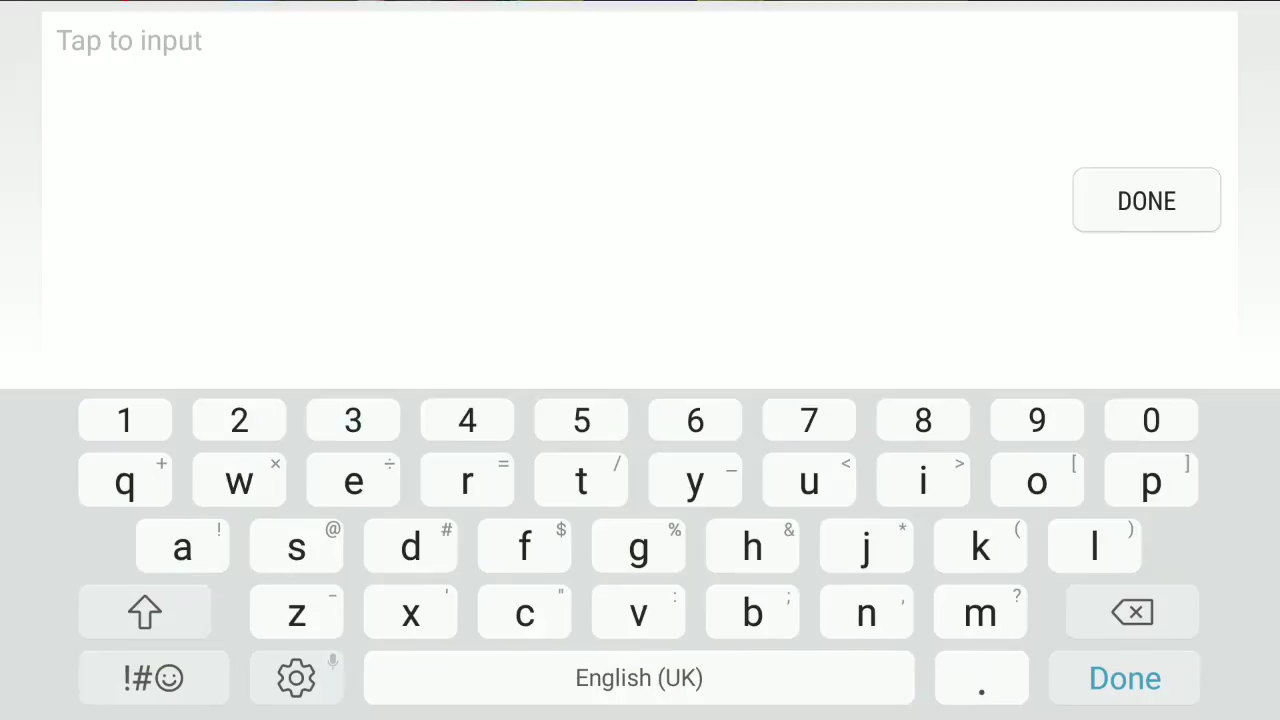 Tap to input
DONE
1 2 3 4 5 6 7 8 9 0
q + w × e ÷ r = t / y _ u < i > o [ p ]
a ! s @ d # f $ g % h & j * k ( l )
z - x ' c " v : b ; n , m ?
!#☺ English (UK) . Done